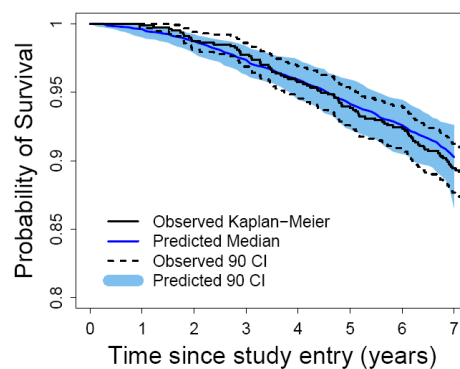 Probability of Survival
1
0.95
0.9
0.85
0.8
Observed Kaplan−Meier
Predicted Median
Observed 90 CI
Predicted 90 CI
0 1 2 3 4 5 6 7
Time since study entry (years)